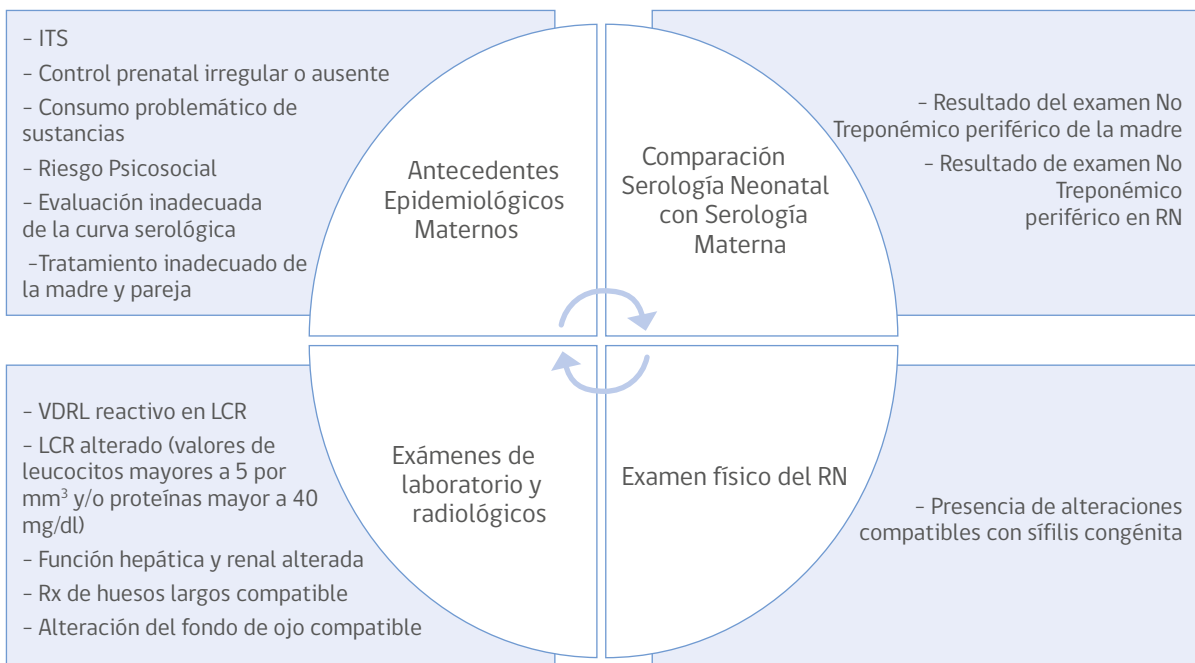 - ITS
- Control prenatal irregular o ausente
- Consumo problemático de
sustancias
- Riesgo Psicosocial
- Evaluación inadecuada
de la curva serológica
-Tratamiento inadecuado de
la madre y pareja
Antecedentes
Epidemiológicos
Maternos
Comparación
Serología Neonatal
con Serología
Materna
- Resultado del examen No
Treponémico periférico de la madre
- Resultado de examen No
Treponémico
periférico en RN
- VDRL reactivo en LCR
- LCR alterado (valores de
leucocitos mayores a 5 por
mm³ y/o proteínas mayor a 40
mg/dl)
- Función hepática y renal alterada
- Rx de huesos largos compatible
- Alteración del fondo de ojo compatible
Exámenes de
laboratorio y
radiológicos
Examen físico del RN
- Presencia de alteraciones
compatibles con sífilis congénita